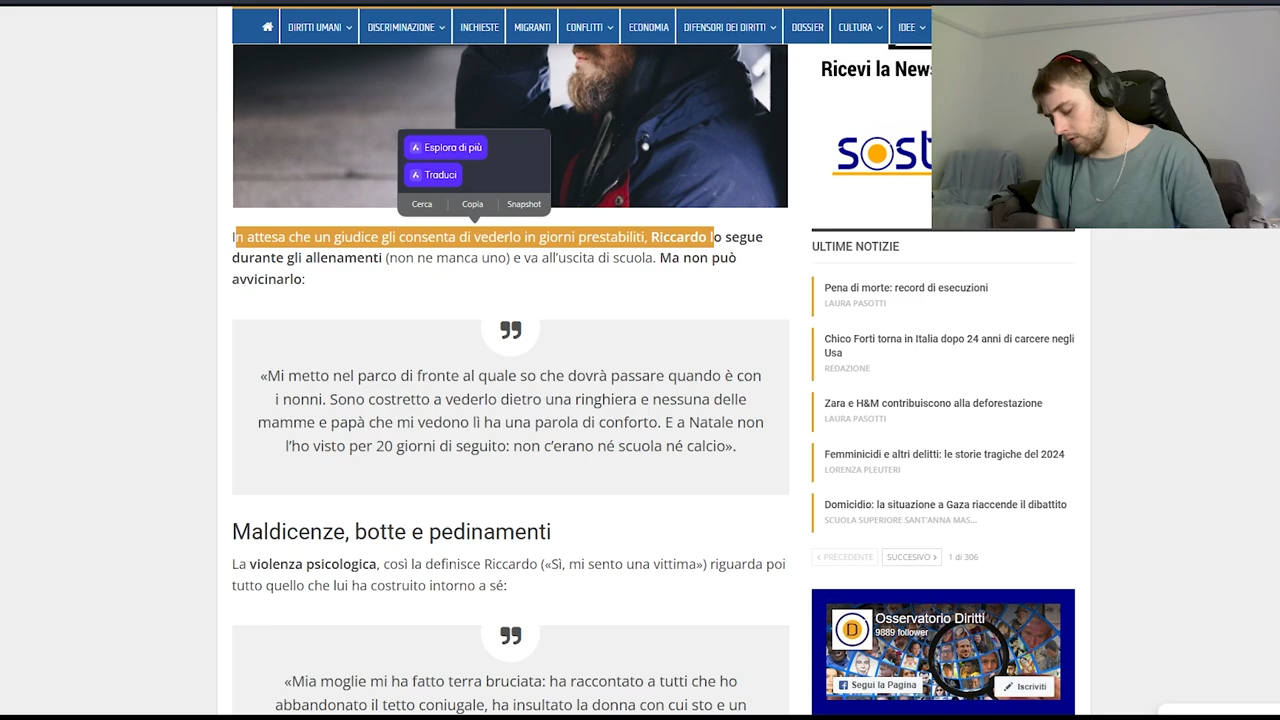 DIRITTI UMANI
DISCRIMINAZIONE
INCHIESTE
MIGRANTI
CONFLITTI
ECONOMIA
DIFENSORI DEI DIRITTI
DOSSIER
CULTURA
IDEE
Esplora di più
Traduci
Cerca
Copia
Snapshot
In attesa che un giudice gli consenta di vederlo in giorni prestabiliti, Riccardo lo segue
durante gli allenamenti (non ne manca uno) e va all’uscita di scuola. Ma non può
avvicinarlo:
«Mi metto nel parco di fronte al quale so che dovrà passare quando è con
i nonni. Sono costretto a vederlo dietro una ringhiera e nessuna delle
mamme e papà che mi vedono lì ha una parola di conforto. E a Natale non
l’ho visto per 20 giorni di seguito: non c’erano né scuola né calcio».
Maldicenze, botte e pedinamenti
La violenza psicologica, così la definisce Riccardo («Sì, mi sento una vittima») riguarda poi
tutto quello che lui ha costruito intorno a sé:
«Mia moglie mi ha fatto terra bruciata: ha raccontato a tutti che ho
abbandonato il tetto coniugale, ha insultato la donna con cui sto e un
Ricevi la News
sost
ULTIME NOTIZIE
Pena di morte: record di esecuzioni
LAURA PASOTTI
Chico Forti torna in Italia dopo 24 anni di carcere negli
Usa
REDAZIONE
Zara e H&M contribuiscono alla deforestazione
LAURA PASOTTI
Femminicidi e altri delitti: le storie tragiche del 2024
LORENZA PLEUTERI
Domicidio: la situazione a Gaza riaccende il dibattito
SCUOLA SUPERIORE SANT'ANNA MAS...
PRECEDENTE
SUCCESIVO
1 di 306
Osservatorio Diritti
9889 follower
Segui la Pagina
Iscriviti